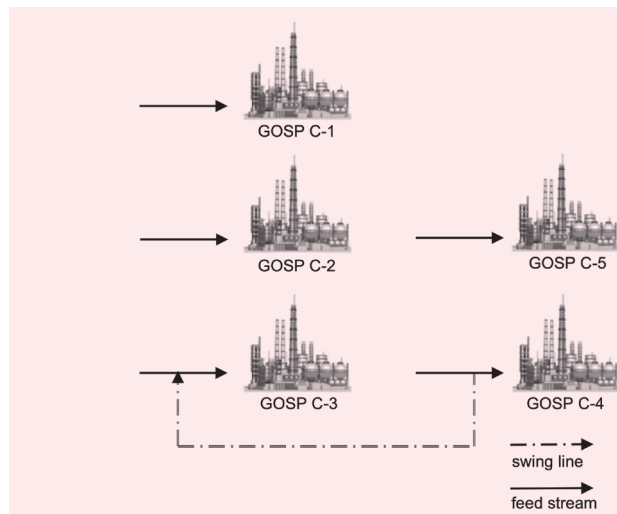 GOSP C-1
GOSP C-2
GOSP C-5
GOSP C-3
GOSP C-4
swing line
feed stream